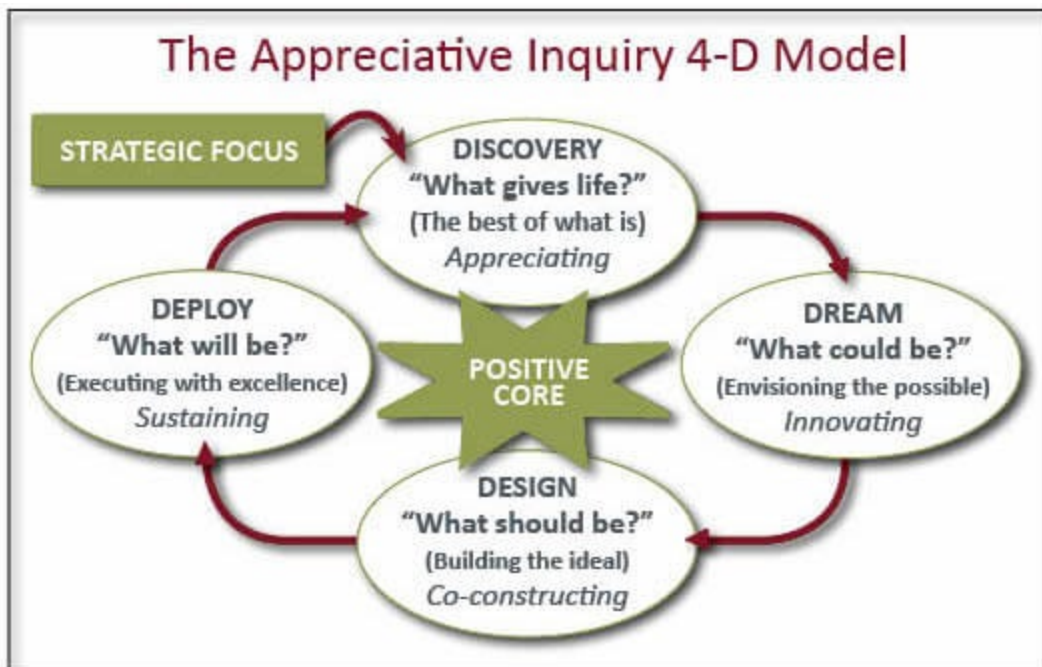 The Appreciative Inquiry 4-D Model
STRATEGIC FOCUS
DISCOVERY
“What gives life?”
(The best of what is)
Appreciating
DREAM
“What could be?”
(Envisioning the possible)
Innovating
DESIGN
“What should be?”
(Building the ideal)
Co-constructing
DEPLOY
“What will be?”
(Executing with excellence)
Sustaining
POSITIVE
CORE